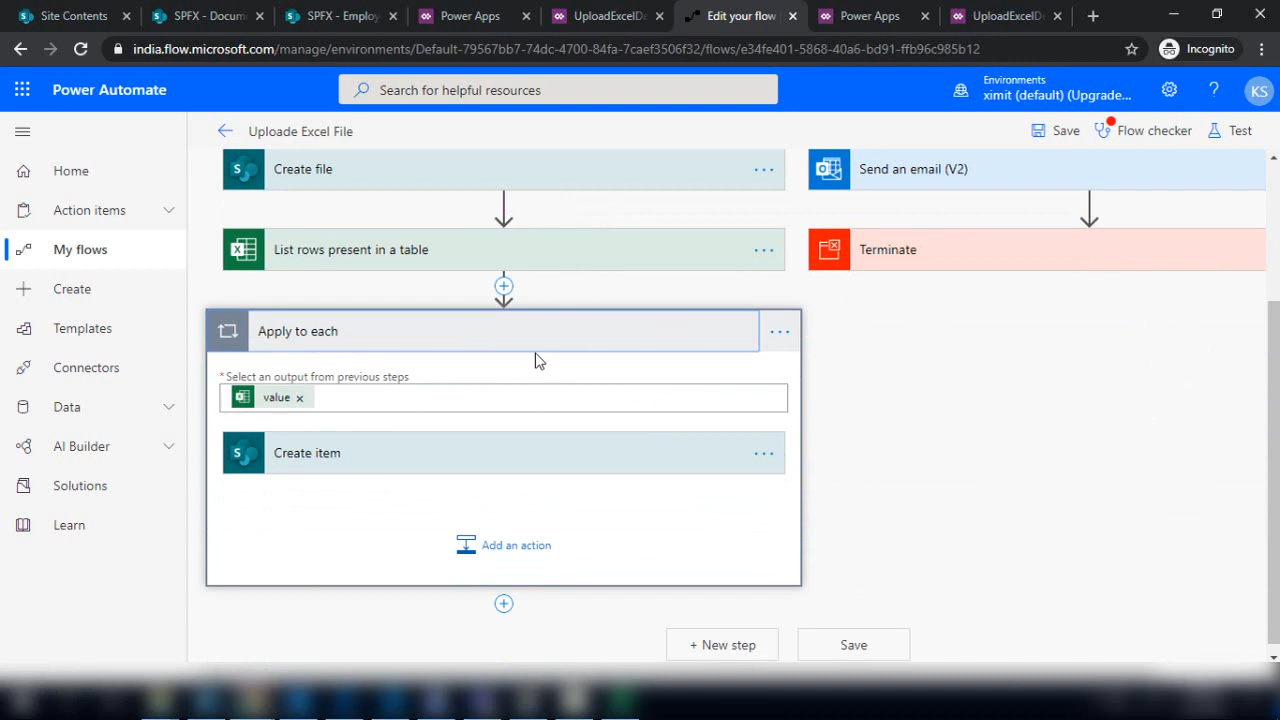 Site Contents
SPFX - Docum
SPFX - Employ
Power Apps
UploadExcelDe
Edit your flow
Power Apps
UploadExcelDe
india.flow.microsoft.com/manage/environments/Default-79567bb7-74dc-4700-84fa-7caef3506f32/flows/e34fe401-5868-40a6-bd91-ffb96c985b12
Incognito
Power Automate
Search for helpful resources
Environments
ximit (default) (Upgrade...
KS
Uploade Excel File
Save
Flow checker
Test
Home
Action items
My flows
Create
Templates
Connectors
Data
AI Builder
Solutions
Learn
Create file
Send an email (V2)
List rows present in a table
Terminate
Apply to each
* Select an output from previous steps
value
Create item
Add an action
+ New step
Save